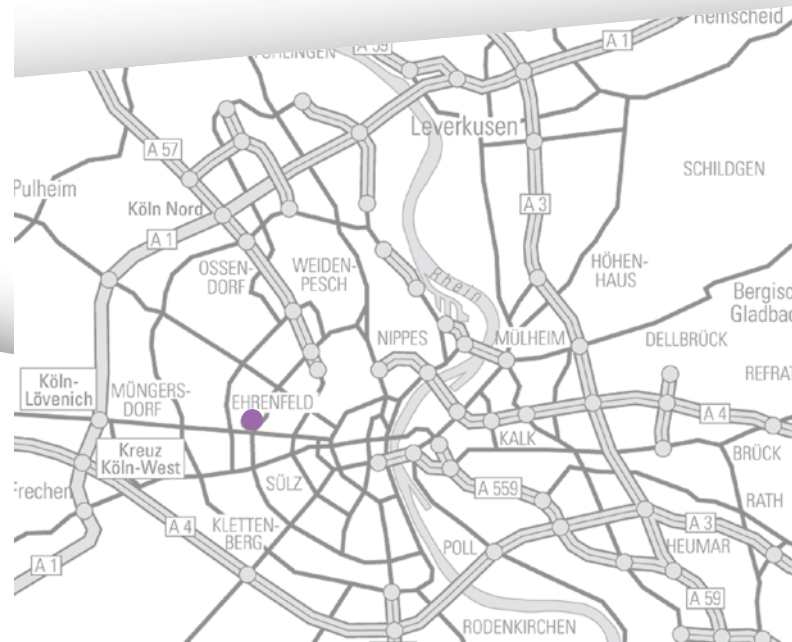 Remscheid
A 59
A 1
Leverkusen
A 57
SCHILDGEN
Pulheim
Köln Nord
A 3
A 1
OSSEN-
DORF
WEIDEN-
PESCH
HÖHEN-
HAUS
Rhein
Bergisc
Gladbac
NIPPES
MÜLHEIM
DELLBRÜCK
REFRAT
Köln-
Lövenich
MÜNGERS-
DORF
EHRENFELD
A 4
KALK
BRÜCK
Kreuz
Köln-West
Frechen
SÜLZ
A 559
RATH
A 4
KLETTEN-
BERG
A 3
HEUMAR
POLL
A 1
A 59
RODENKIRCHEN